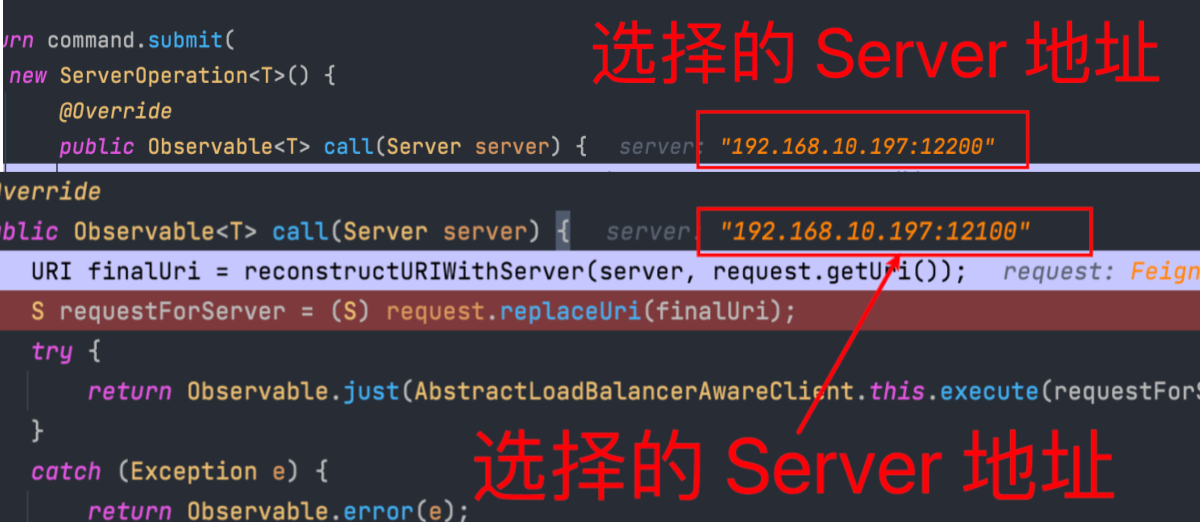 urn command.submit(
选择的 Server 地址
new ServerOperation<T>() {
@Override
public Observable<T> call(Server server) { server: "192.168.10.197:12200"
verride
blic Observable<T> call(Server server) { server: "192.168.10.197:12100"
URI finalUri = reconstructURIWithServer(server, request.getUri()); request: Feign
S requestForServer = (S) request.replaceUri(finalUri);
try {
return Observable.just(AbstractLoadBalancerAwareClient.this.execute(requestForS
}
选择的 Server 地址
catch (Exception e) {
return Observable.error(e);